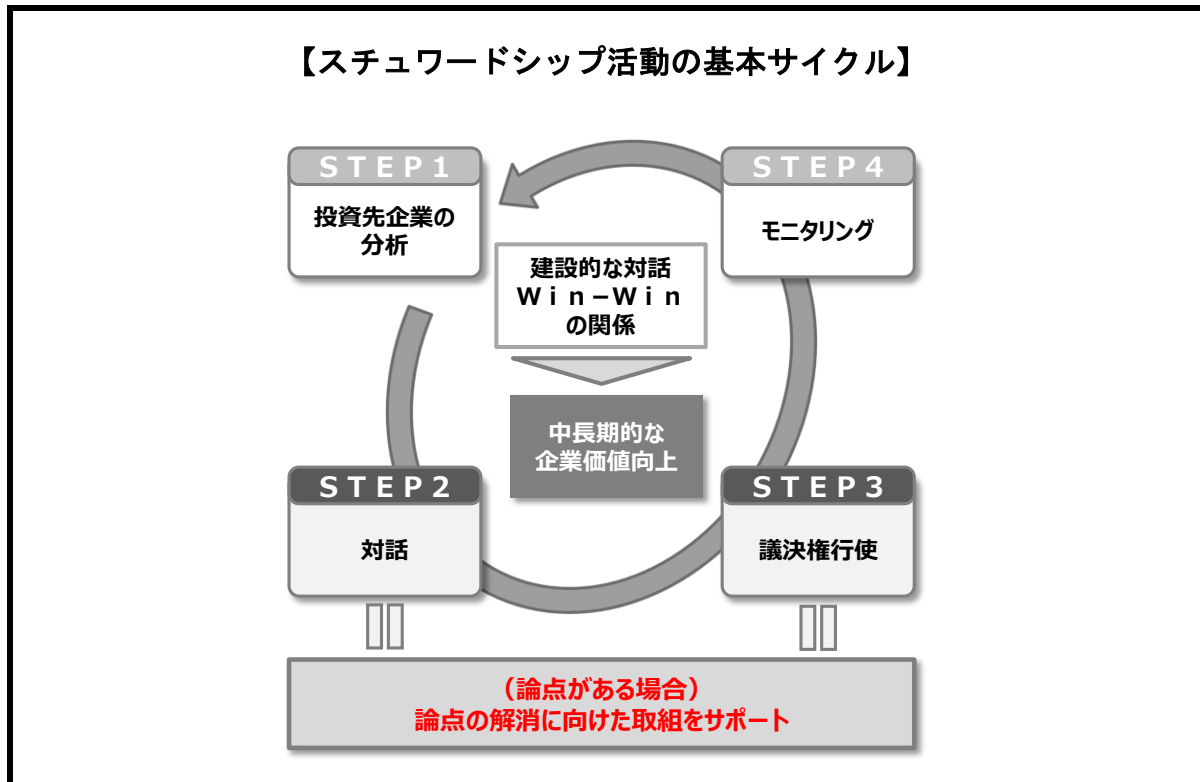 【スチュワードシップ活動の基本サイクル】
ＳＴＥＰ１
投資先企業の
分析
ＳＴＥＰ４
モニタリング
建設的な対話
Ｗｉｎ－Ｗｉｎ
の関係
中長期的な
企業価値向上
ＳＴＥＰ２
対話
ＳＴＥＰ３
議決権行使
（論点がある場合）
論点の解消に向けた取組をサポート